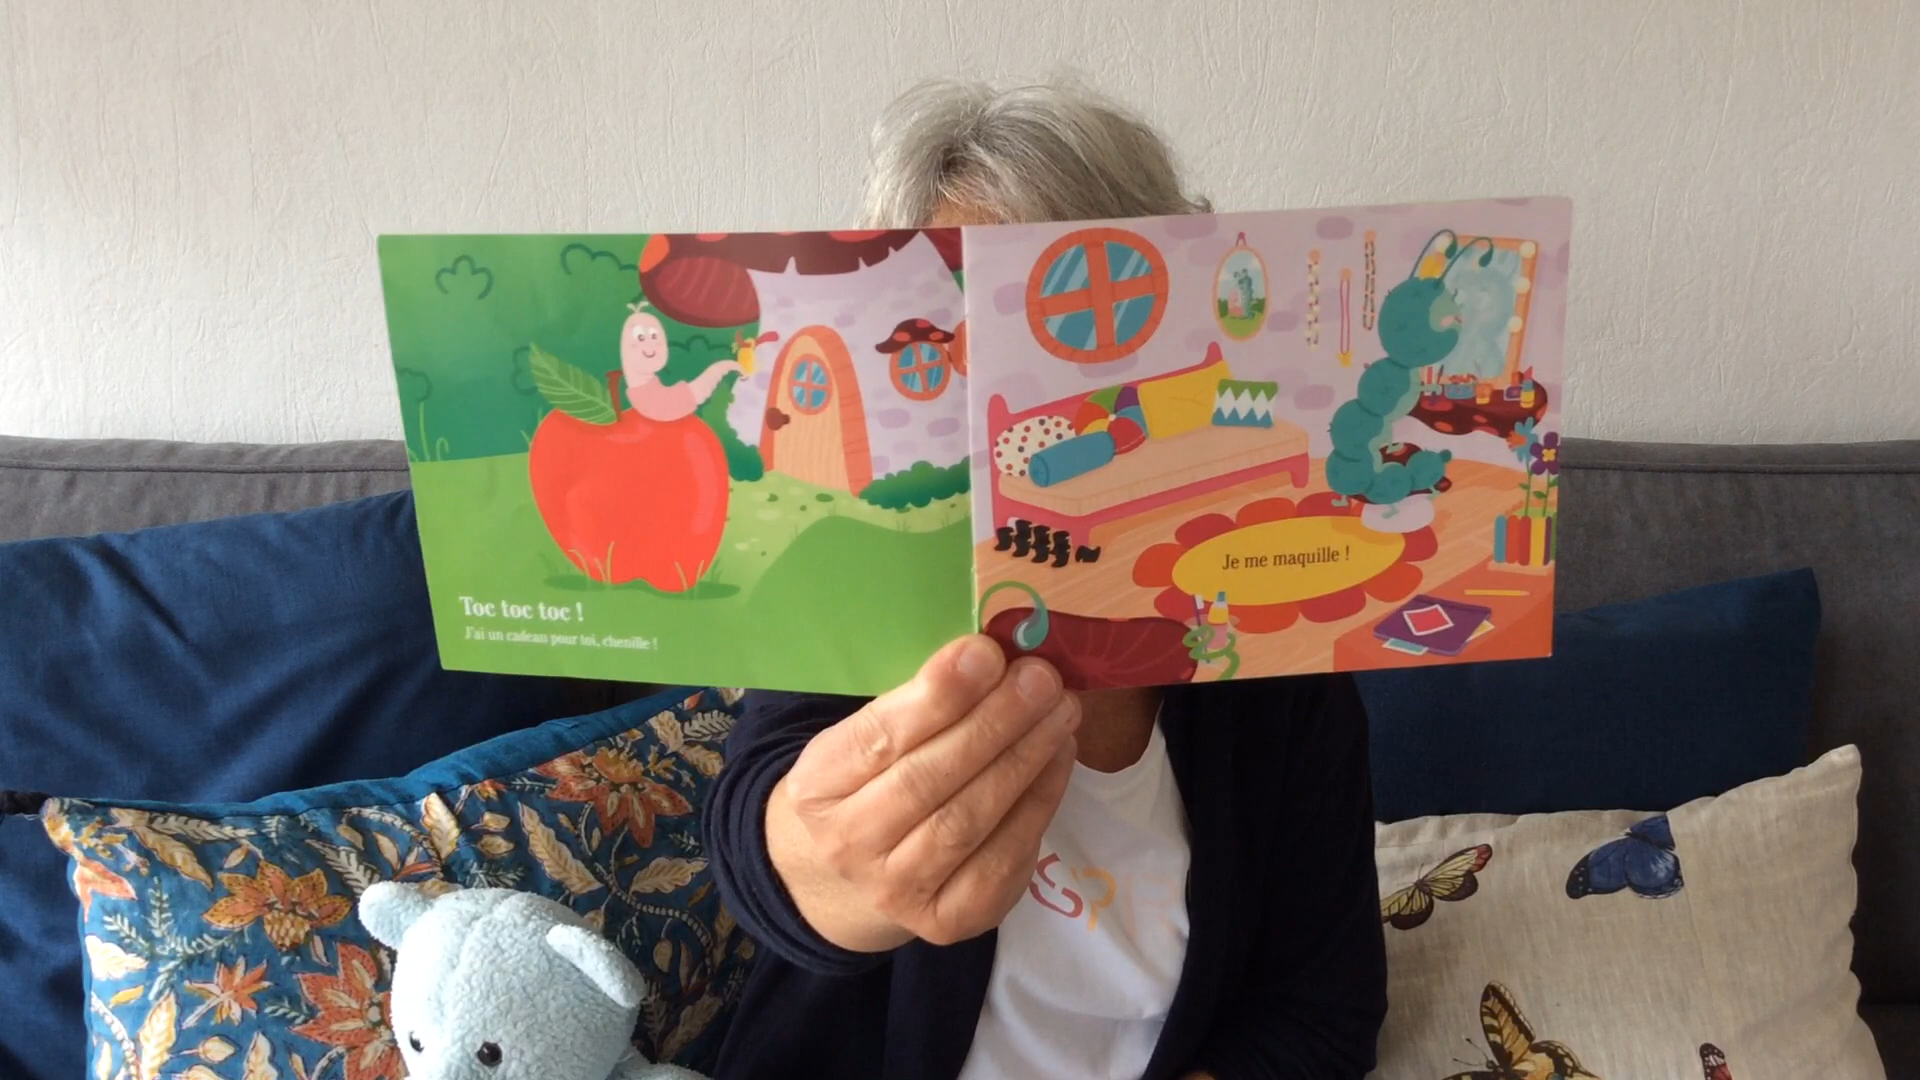 Toc toc toc !
J'ai un cadeau pour toi, chenille !
Je me maquille !